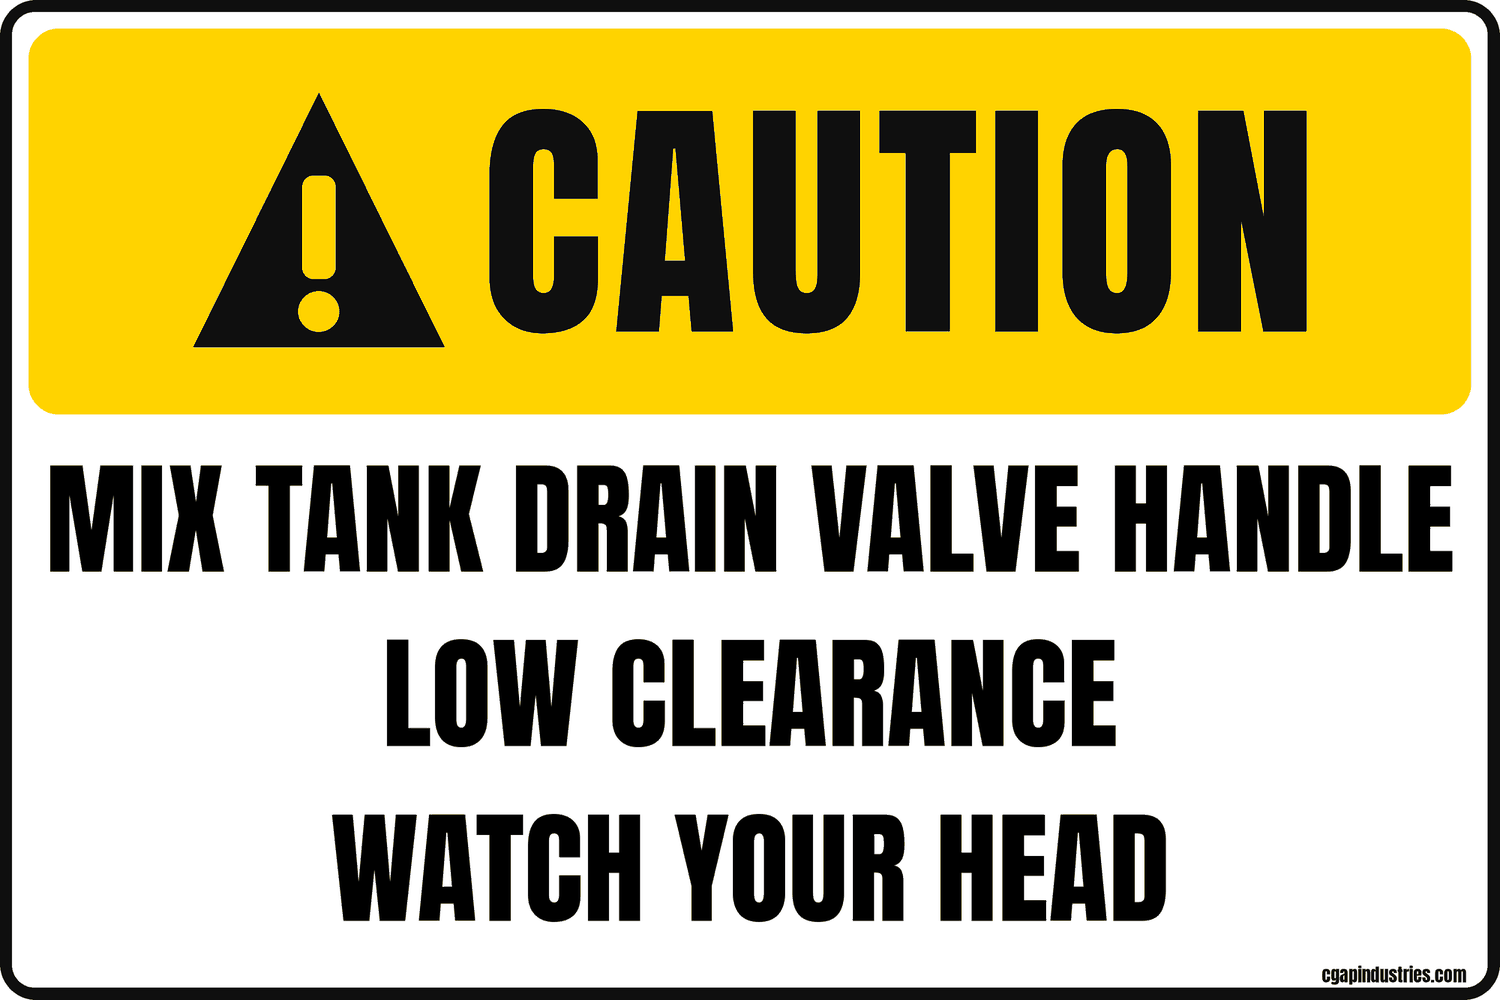 CAUTION
MIX TANK DRAIN VALVE HANDLE
LOW CLEARANCE
WATCH YOUR HEAD
cgapindustries.com